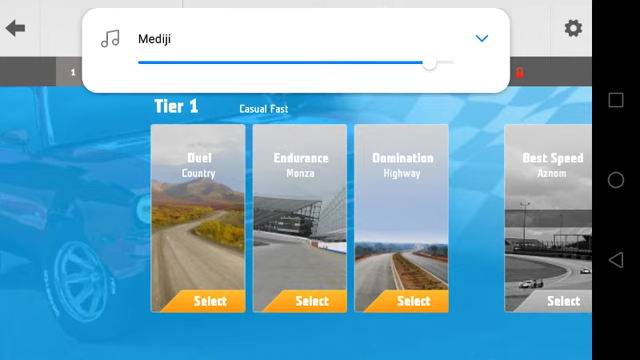 Mediji
1
Tier 1
Casual Fast
Duel
Country
Select
Endurance
Monza
Select
Domination
Highway
Select
Best Speed
Aznom
Select